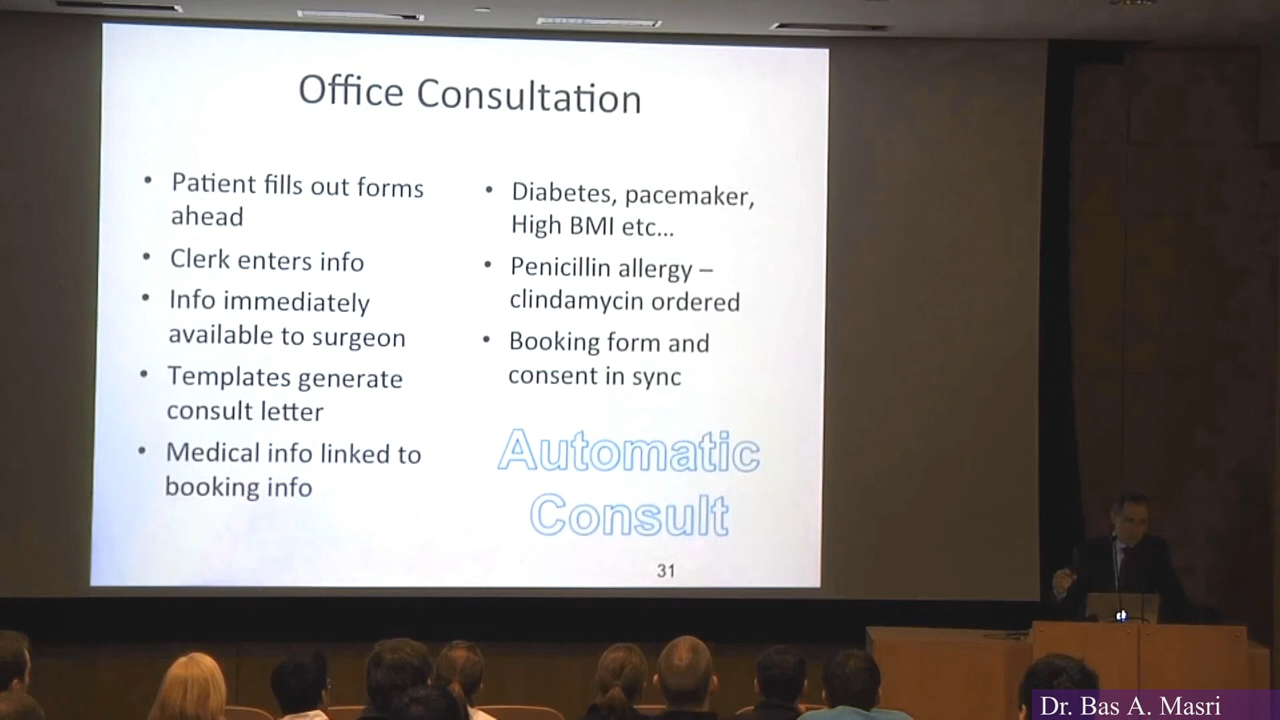 Office Consultation
• Patient fills out forms
ahead
• Clerk enters info
• Info immediately
available to surgeon
• Templates generate
consult letter
• Medical info linked to
booking info
• Diabetes, pacemaker,
High BMI etc...
• Penicillin allergy –
clindamycin ordered
• Booking form and
consent in sync
Automatic
Consult
31
Dr. Bas A. Masri